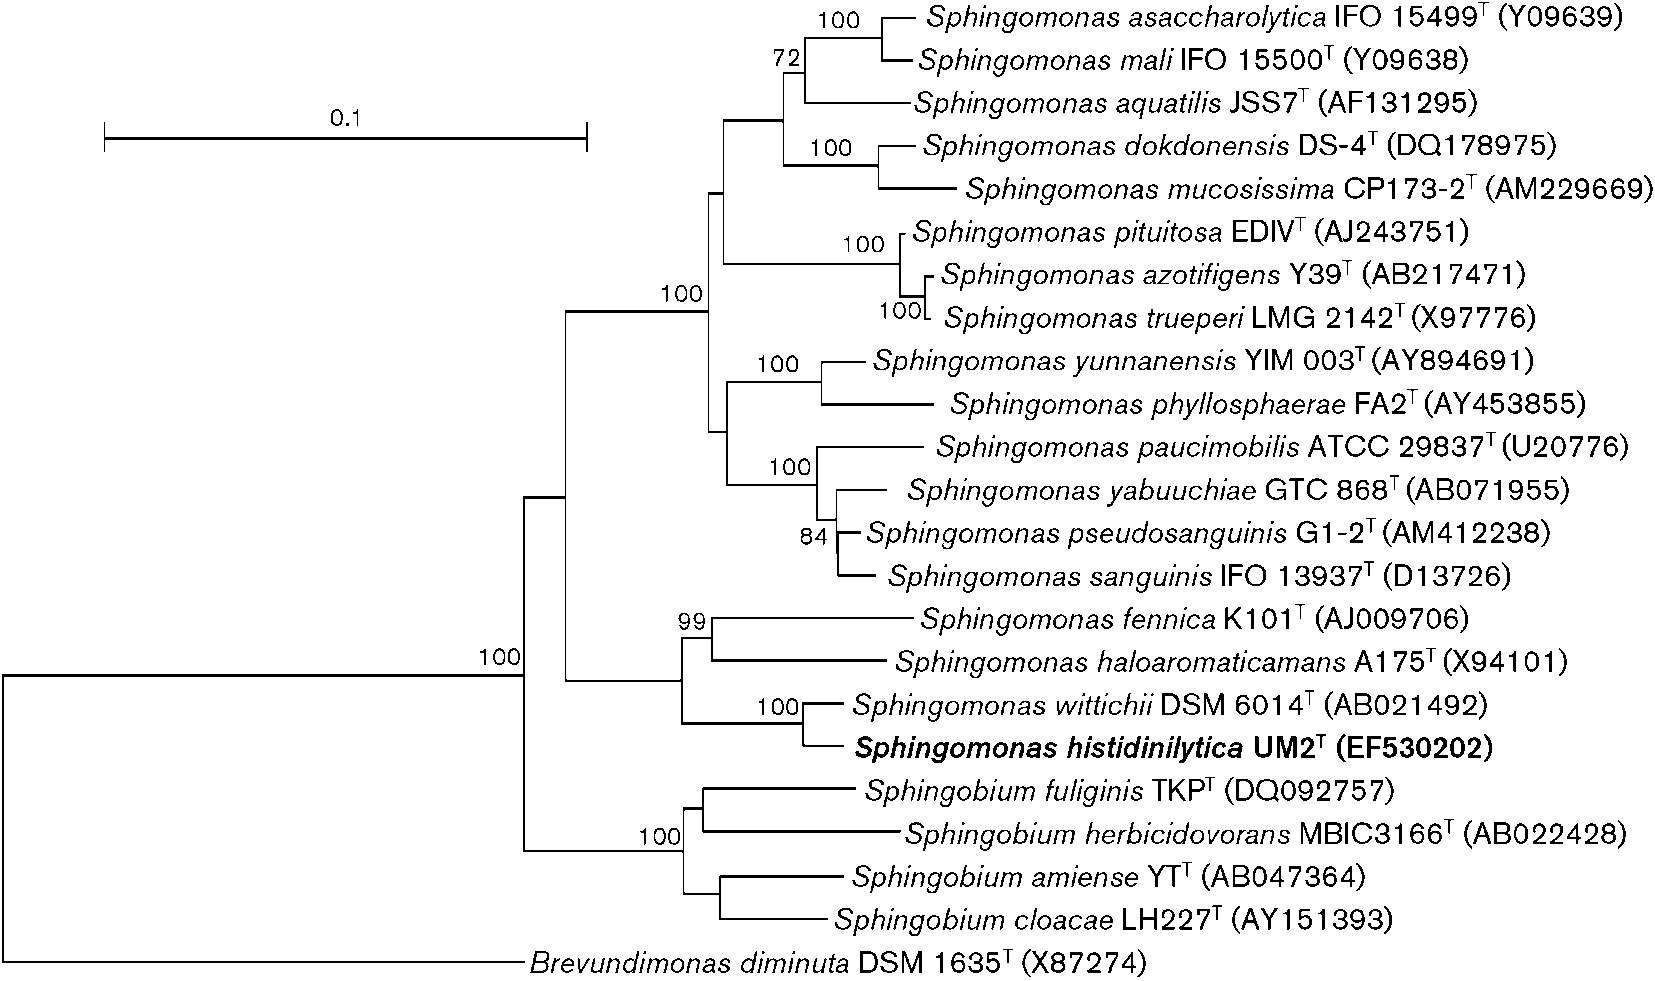 100 Sphingomonas asaccharolytica IFO 15499ᵀ (Y09639)
72 Sphingomonas mali IFO 15500ᵀ (Y09638)
Sphingomonas aquatilis JSS7ᵀ (AF131295)
0.1
100 Sphingomonas dokdonensis DS-4ᵀ (DQ178975)
Sphingomonas mucosissima CP173-2ᵀ (AM229669)
100 Sphingomonas pituitosa EDIVᵀ (AJ243751)
Sphingomonas azotifigens Y39ᵀ (AB217471)
100
100 Sphingomonas trueperi LMG 2142ᵀ (X97776)
100 Sphingomonas yunnanensis YIM 003ᵀ (AY894691)
Sphingomonas phyllosphaerae FA2ᵀ (AY453855)
Sphingomonas paucimobilis ATCC 29837ᵀ (U20776)
100
Sphingomonas yabuuchiae GTC 868ᵀ (AB071955)
84 Sphingomonas pseudosanguinis G1-2ᵀ (AM412238)
Sphingomonas sanguinis IFO 13937ᵀ (D13726)
99 Sphingomonas fennica K101ᵀ (AJ009706)
100 Sphingomonas haloaromaticamans A175ᵀ (X94101)
100 Sphingomonas wittichii DSM 6014ᵀ (AB021492)
Sphingomonas histidinilytica UM2ᵀ (EF530202)
Sphingobium fuliginis TKPᵀ (DQ092757)
100 Sphingobium herbicidovorans MBIC3166ᵀ (AB022428)
Sphingobium amiense YTᵀ (AB047364)
Sphingobium cloacae LH227ᵀ (AY151393)
Brevundimonas diminuta DSM 1635ᵀ (X87274)